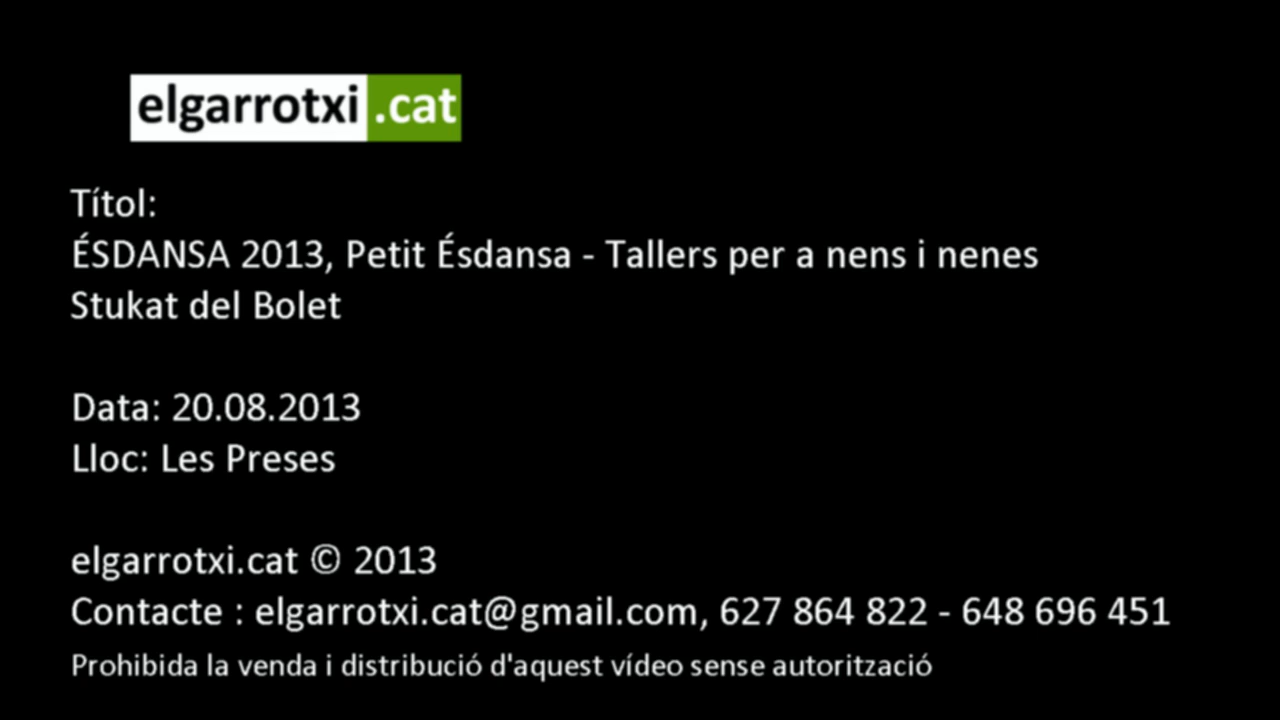 elgarrotxi .cat
Títol:
ÉSDANSA 2013, Petit Ésdansa - Tallers per a nens i nenes
Stukat del Bolet
Data: 20.08.2013
Lloc: Les Preses
elgarrotxi.cat © 2013
Contacte : elgarrotxi.cat@gmail.com, 627 864 822 - 648 696 451
Prohibida la venda i distribució d'aquest vídeo sense autorització